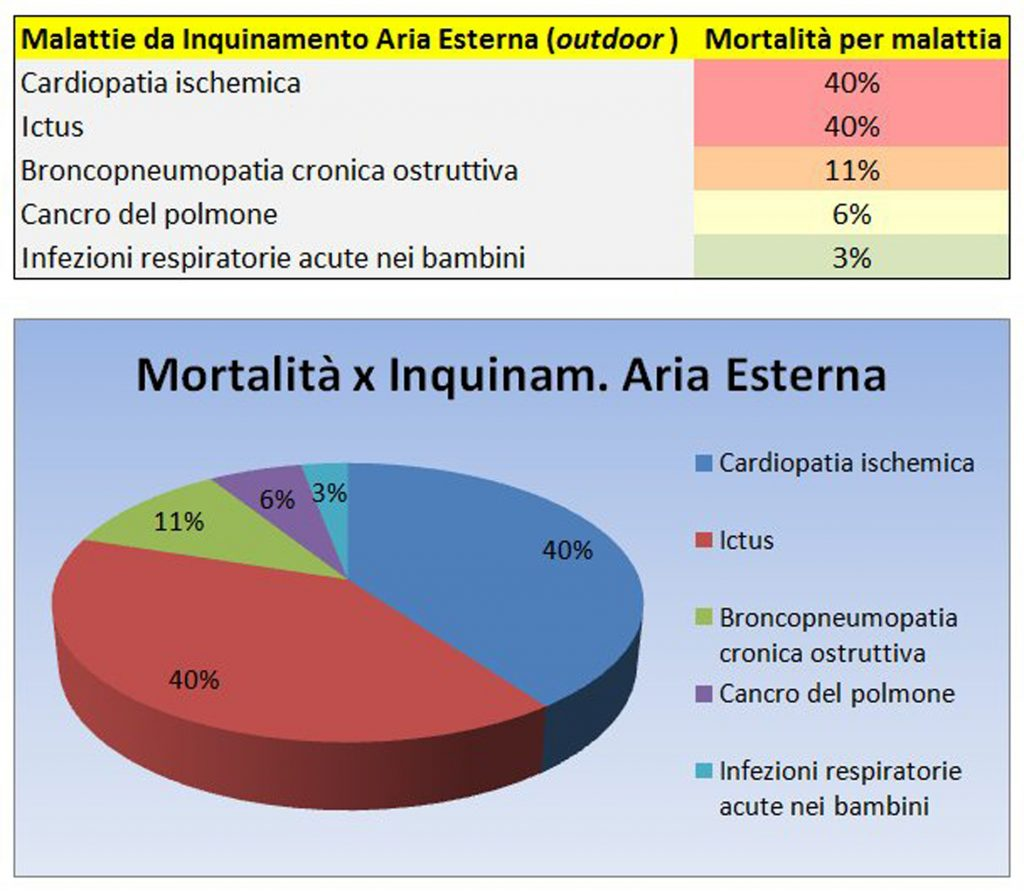 Malattie da Inquinamento Aria Esterna (outdoor ) Mortalità per malattia
Cardiopatia ischemica 40%
Ictus 40%
Broncopneumopatia cronica ostruttiva 11%
Cancro del polmone 6%
Infezioni respiratorie acute nei bambini 3%
Mortalità x Inquinam. Aria Esterna
40%
40%
11%
6%
3%
Cardiopatia ischemica
Ictus
Broncopneumopatia
cronica ostruttiva
Cancro del polmone
Infezioni respiratorie
acute nei bambini